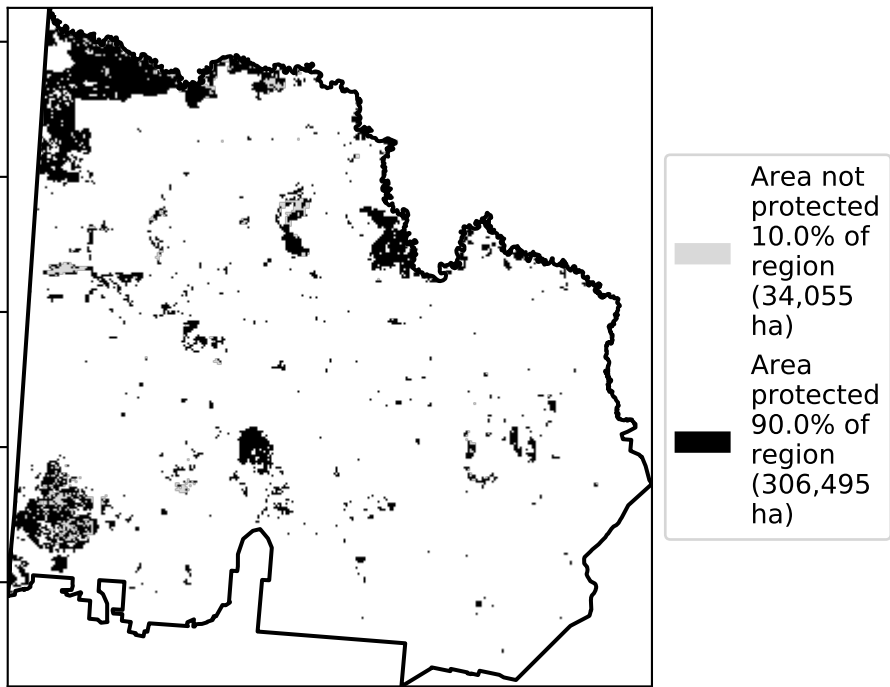 Area not
protected
10.0% of
region
(34,055
ha)
Area
protected
90.0% of
region
(306,495
ha)